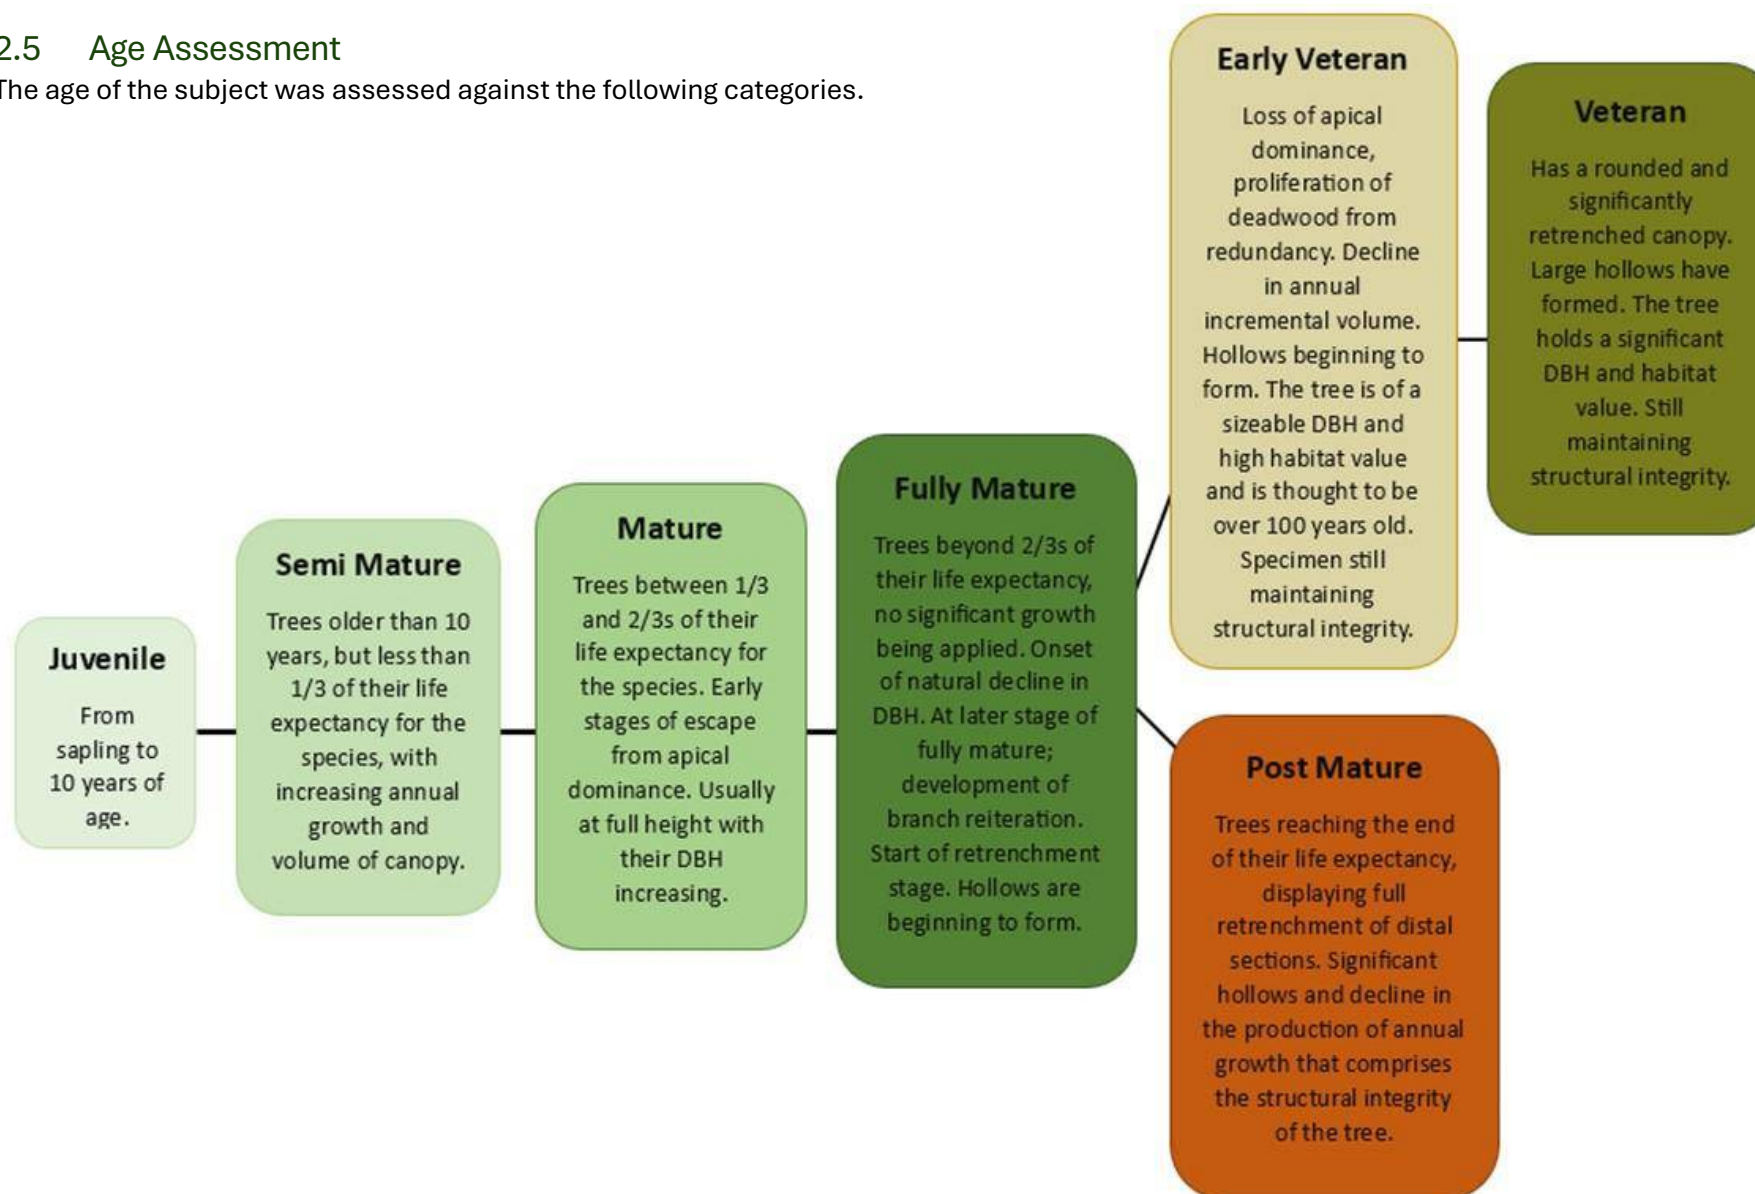 2.5 Age Assessment
The age of the subject was assessed against the following categories.
Juvenile
From
sapling to
10 years of
age.
Semi Mature
Trees older than 10
years, but less than
1/3 of their life
expectancy for the
species, with
increasing annual
growth and
volume of canopy.
Mature
Trees between 1/3
and 2/3s of their
life expectancy for
the species. Early
stages of escape
from apical
dominance. Usually
at full height with
their DBH
increasing.
Fully Mature
Trees beyond 2/3s of
their life expectancy,
no significant growth
being applied. Onset
of natural decline in
DBH. At later stage of
fully mature;
development of
branch reiteration.
Start of retrenchment
stage. Hollows are
beginning to form.
Early Veteran
Loss of apical
dominance,
proliferation of
deadwood from
redundancy. Decline
in annual
incremental volume.
Hollows beginning to
form. The tree is of a
sizeable DBH and
high habitat value
and is thought to be
over 100 years old.
Specimen still
maintaining
structural integrity.
Veteran
Has a rounded and
significantly
retrenched canopy.
Large hollows have
formed. The tree
holds a significant
DBH and habitat
value. Still
maintaining
structural integrity.
Post Mature
Trees reaching the end
of their life expectancy,
displaying full
retrenchment of distal
sections. Significant
hollows and decline in
the production of annual
growth that comprises
the structural integrity
of the tree.